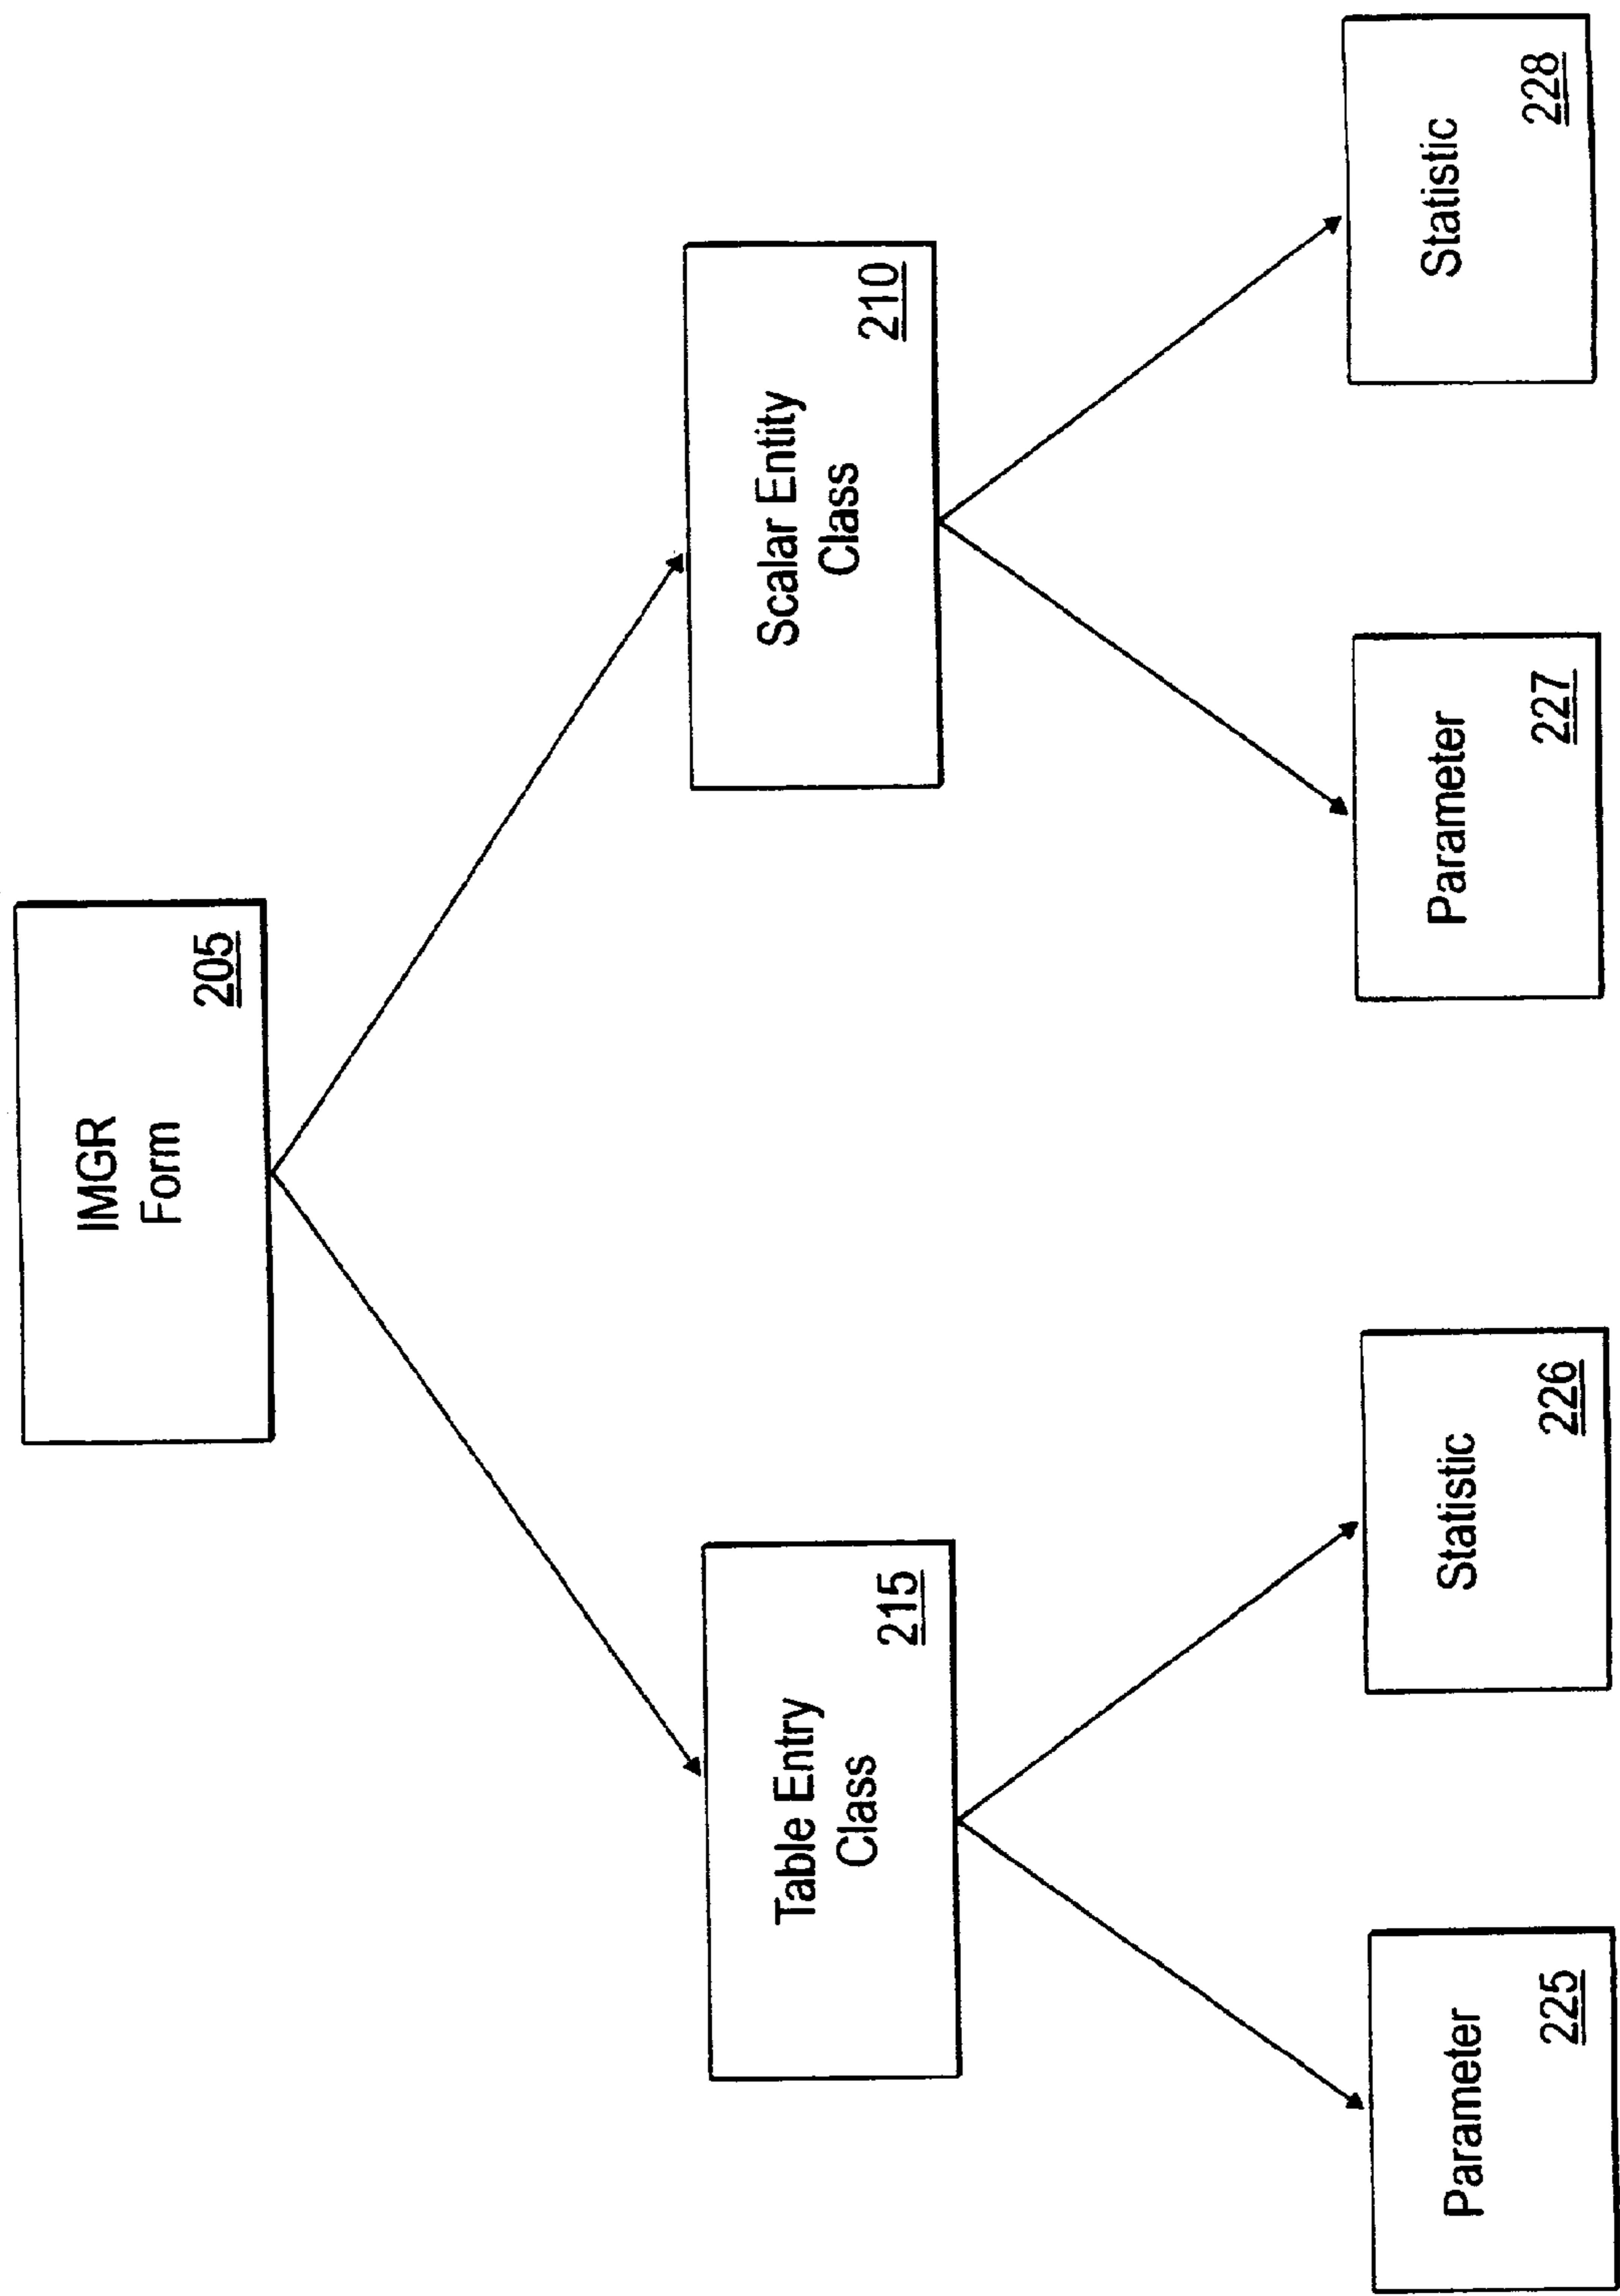 IMGR
Form
205
Table Entry
Class
215
Scalar Entity
Class
210
Parameter
225
Statistic
226
Parameter
227
Statistic
228